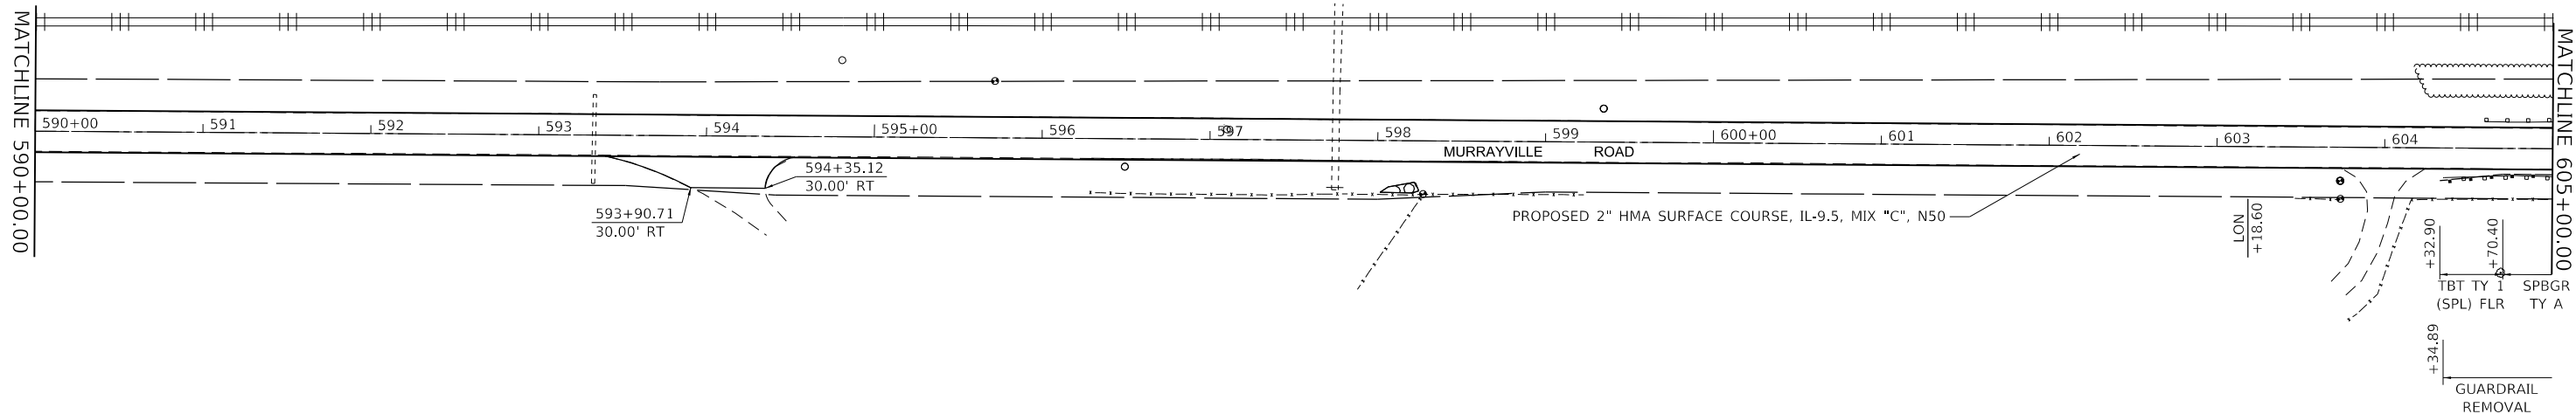 MATCHLINE 590+00.00
590+00
591
592
593
594
595+00
596
597
598
599
600+00
601
602
603
604
MURRAYVILLE ROAD
594+35.12
30.00' RT
593+90.71
30.00' RT
PROPOSED 2" HMA SURFACE COURSE, IL-9.5, MIX "C", N50
LON
+18.60
+32.90
+70.40
TBT TY 1
(SPL) FLR
SPBGR
TY A
+34.89
GUARDRAIL
REMOVAL
MATCHLINE 605+00.00